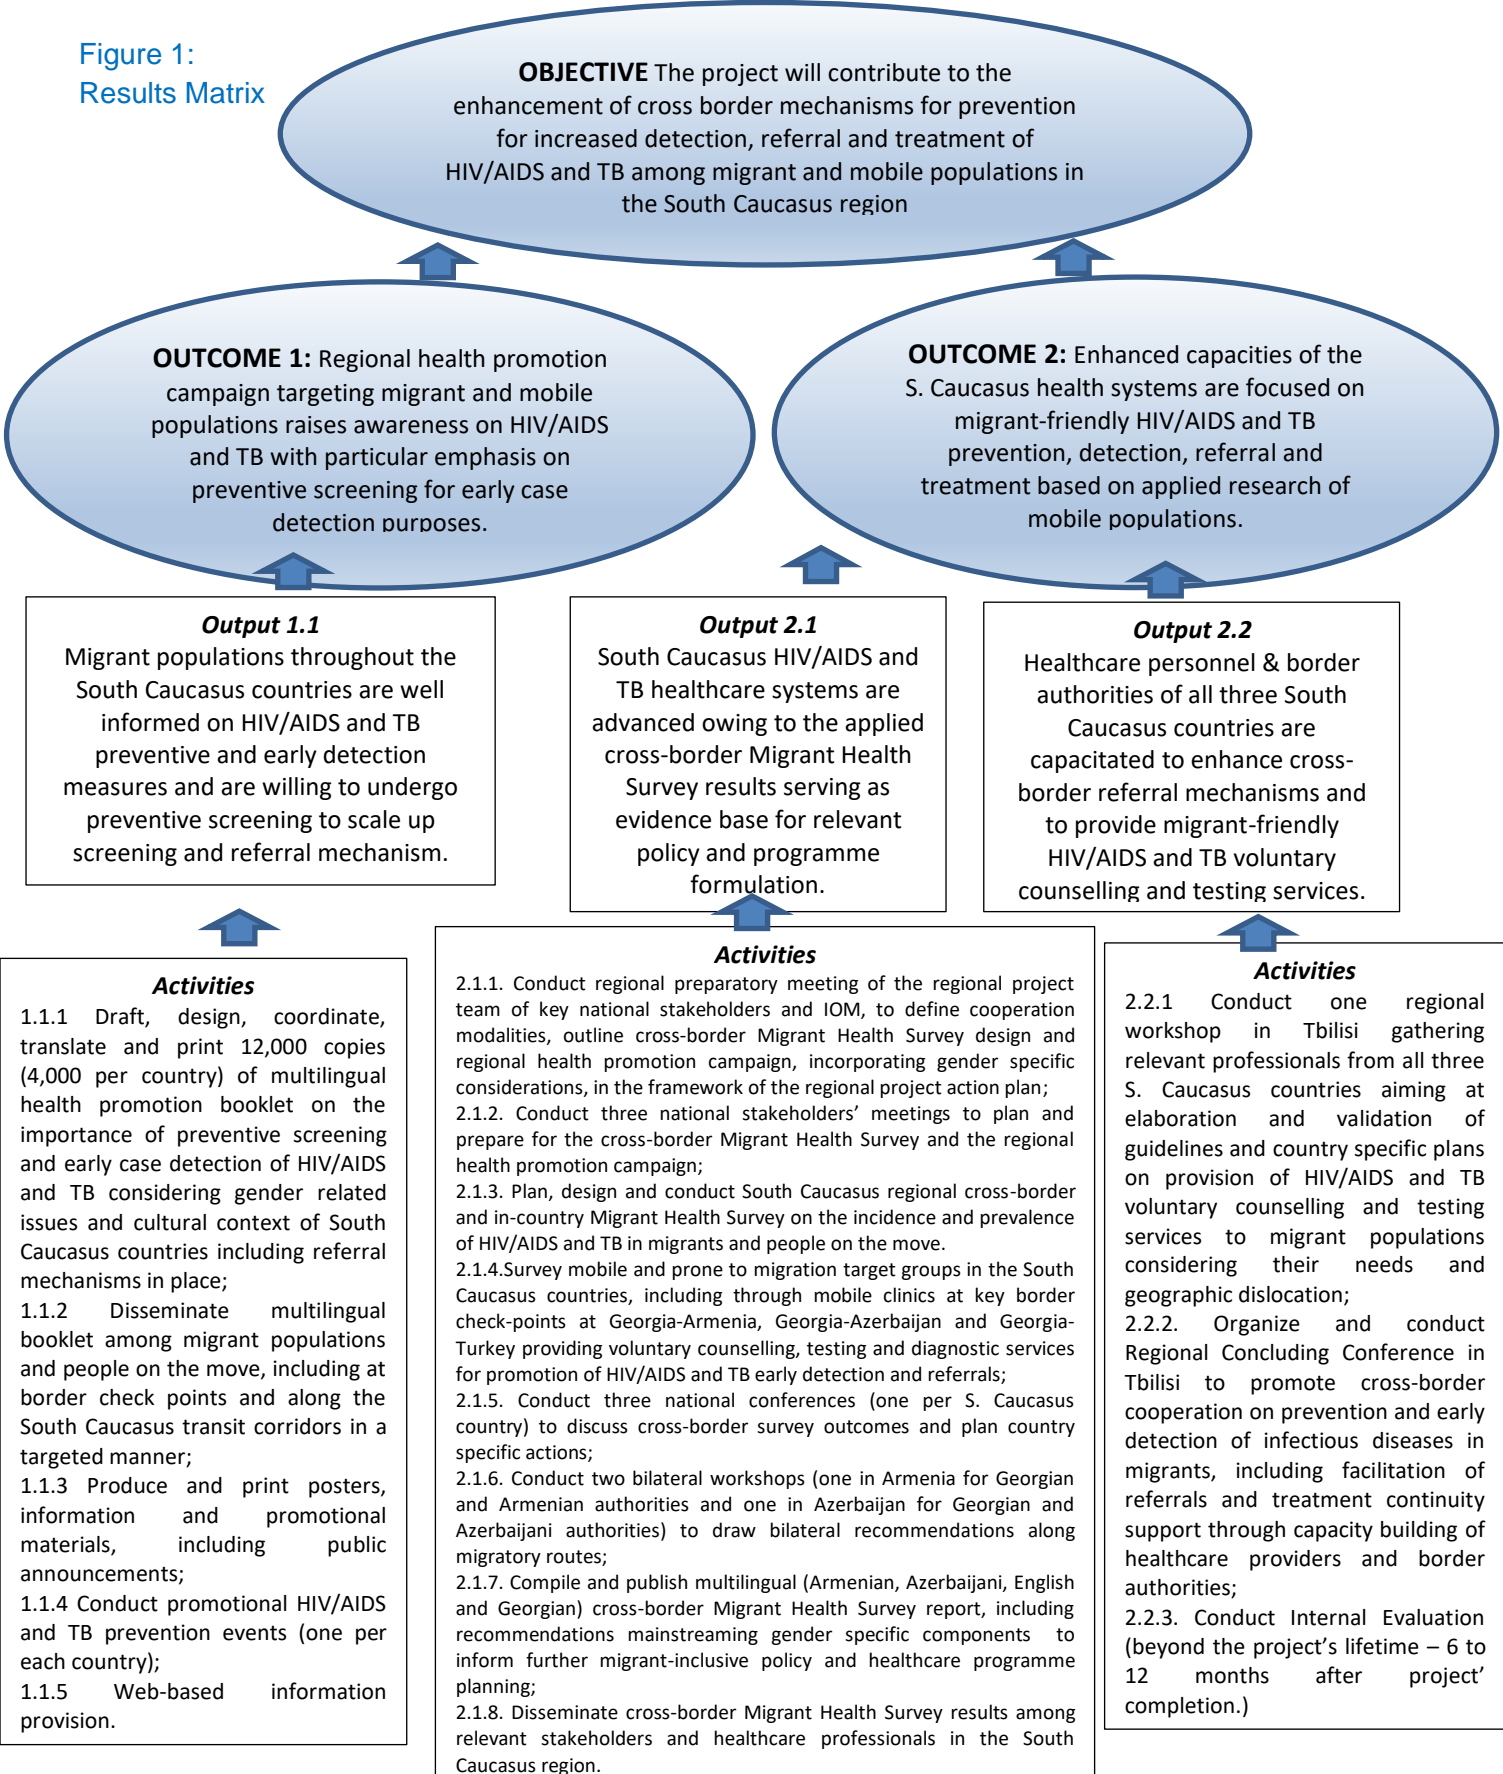 Figure 1:
Results Matrix
OBJECTIVE The project will contribute to the
enhancement of cross border mechanisms for prevention
for increased detection, referral and treatment of
HIV/AIDS and TB among migrant and mobile populations in
the South Caucasus region
OUTCOME 1: Regional health promotion
campaign targeting migrant and mobile
populations raises awareness on HIV/AIDS
and TB with particular emphasis on
preventive screening for early case
detection purposes.
OUTCOME 2: Enhanced capacities of the
S. Caucasus health systems are focused on
migrant-friendly HIV/AIDS and TB
prevention, detection, referral and
treatment based on applied research of
mobile populations.
Output 1.1
Migrant populations throughout the
South Caucasus countries are well
informed on HIV/AIDS and TB
preventive and early detection
measures and are willing to undergo
preventive screening to scale up
screening and referral mechanism.
Output 2.1
South Caucasus HIV/AIDS and
TB healthcare systems are
advanced owing to the applied
cross-border Migrant Health
Survey results serving as
evidence base for relevant
policy and programme
formulation.
Output 2.2
Healthcare personnel & border
authorities of all three South
Caucasus countries are
capacitated to enhance cross-
border referral mechanisms and
to provide migrant-friendly
HIV/AIDS and TB voluntary
counselling and testing services.
Activities
1.1.1 Draft, design, coordinate,
translate and print 12,000 copies
(4,000 per country) of multilingual
health promotion booklet on the
importance of preventive screening
and early case detection of HIV/AIDS
and TB considering gender related
issues and cultural context of South
Caucasus countries including referral
mechanisms in place;
1.1.2 Disseminate multilingual
booklet among migrant populations
and people on the move, including at
border check points and along the
South Caucasus transit corridors in a
targeted manner;
1.1.3 Produce and print posters,
information and promotional
materials, including public
announcements;
1.1.4 Conduct promotional HIV/AIDS
and TB prevention events (one per
each country);
1.1.5 Web-based information
provision.
Activities
2.1.1. Conduct regional preparatory meeting of the regional project
team of key national stakeholders and IOM, to define cooperation
modalities, outline cross-border Migrant Health Survey design and
regional health promotion campaign, incorporating gender specific
considerations, in the framework of the regional project action plan;
2.1.2. Conduct three national stakeholders’ meetings to plan and
prepare for the cross-border Migrant Health Survey and the regional
health promotion campaign;
2.1.3. Plan, design and conduct South Caucasus regional cross-border
and in-country Migrant Health Survey on the incidence and prevalence
of HIV/AIDS and TB in migrants and people on the move.
2.1.4.Survey mobile and prone to migration target groups in the South
Caucasus countries, including through mobile clinics at key border
check-points at Georgia-Armenia, Georgia-Azerbaijan and Georgia-
Turkey providing voluntary counselling, testing and diagnostic services
for promotion of HIV/AIDS and TB early detection and referrals;
2.1.5. Conduct three national conferences (one per S. Caucasus
country) to discuss cross-border survey outcomes and plan country
specific actions;
2.1.6. Conduct two bilateral workshops (one in Armenia for Georgian
and Armenian authorities and one in Azerbaijan for Georgian and
Azerbaijani authorities) to draw bilateral recommendations along
migratory routes;
2.1.7. Compile and publish multilingual (Armenian, Azerbaijani, English
and Georgian) cross-border Migrant Health Survey report, including
recommendations mainstreaming gender specific components to
inform further migrant-inclusive policy and healthcare programme
planning;
2.1.8. Disseminate cross-border Migrant Health Survey results among
relevant stakeholders and healthcare professionals in the South
Caucasus region.
Activities
2.2.1 Conduct one regional
workshop in Tbilisi gathering
relevant professionals from all three
S. Caucasus countries aiming at
elaboration and validation of
guidelines and country specific plans
on provision of HIV/AIDS and TB
voluntary counselling and testing
services to migrant populations
considering their needs and
geographic dislocation;
2.2.2. Organize and conduct
Regional Concluding Conference in
Tbilisi to promote cross-border
cooperation on prevention and early
detection of infectious diseases in
migrants, including facilitation of
referrals and treatment continuity
support through capacity building of
healthcare providers and border
authorities;
2.2.3. Conduct Internal Evaluation
(beyond the project’s lifetime – 6 to
12 months after project’
completion.)